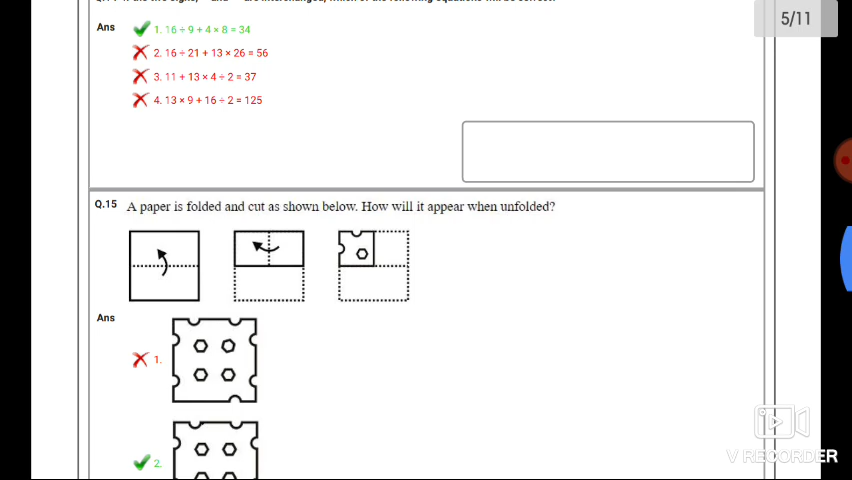 5/11
Ans
1. 16 ÷ 9 + 4 × 8 = 34
2. 16 ÷ 21 + 13 × 26 = 56
3. 11 + 13 × 4 ÷ 2 = 37
4. 13 × 9 + 16 ÷ 2 = 125
Q.15 A paper is folded and cut as shown below. How will it appear when unfolded?
Ans
1.
2.
V RECORDER